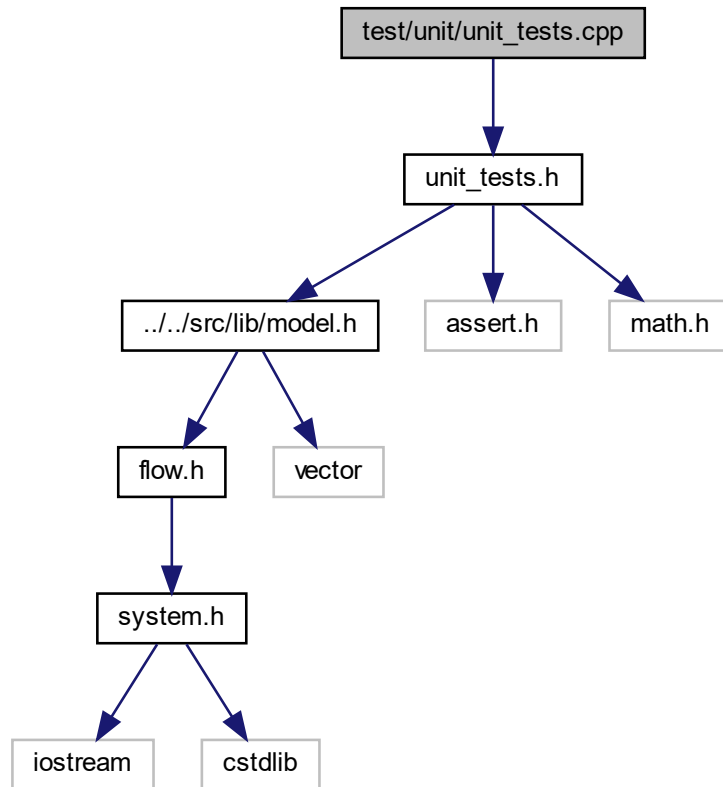 test/unit/unit_tests.cpp
unit_tests.h
../../src/lib/model.h
assert.h
math.h
flow.h
vector
system.h
iostream
cstdlib